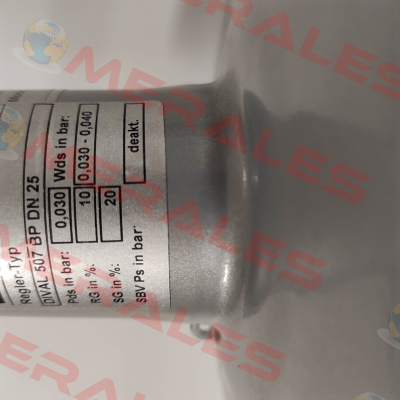 MERALES
Regler-Typ
DIVAL 507 BP DN 25
Pds in bar: 0,030 Wds in bar: 0,030 - 0,040
RG in %: 10
SG in %: 20
SBV Ps in bar: deakt.
MERALES
MERALES